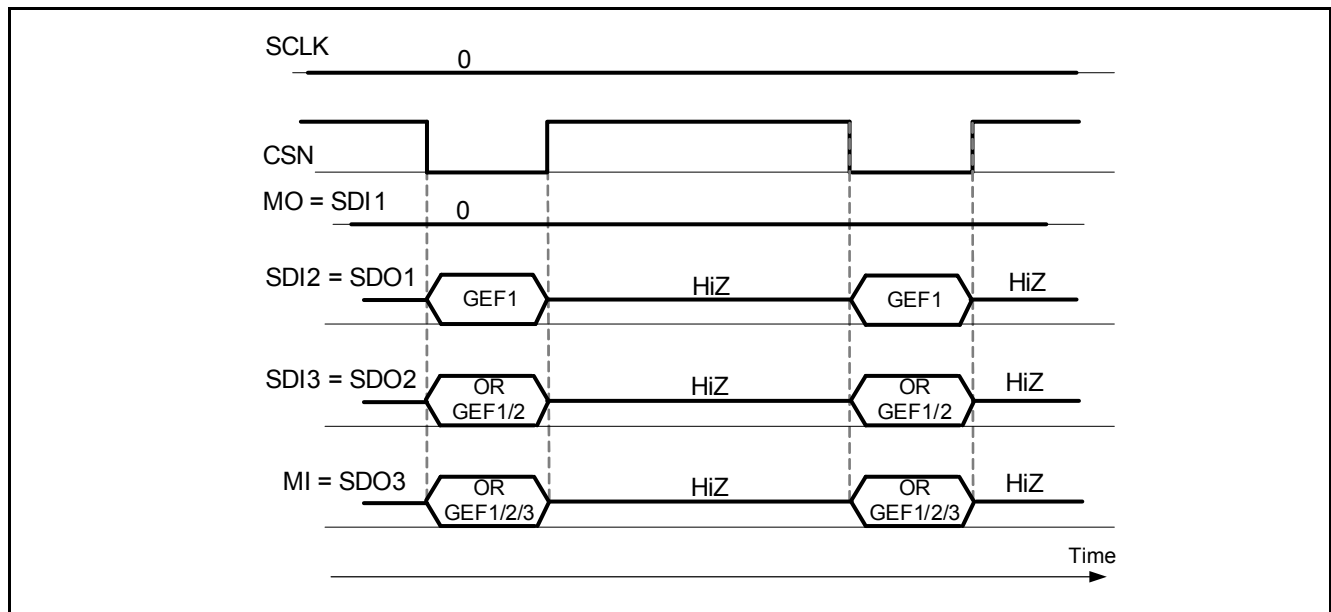 SCLK
0
CSN
MO = SDI1
0
SDI2 = SDO1
GEF1
HiZ
GEF1
HiZ
SDI3 = SDO2
OR
GEF1/2
HiZ
OR
GEF1/2
HiZ
MI = SDO3
OR
GEF1/2/3
HiZ
OR
GEF1/2/3
HiZ
Time